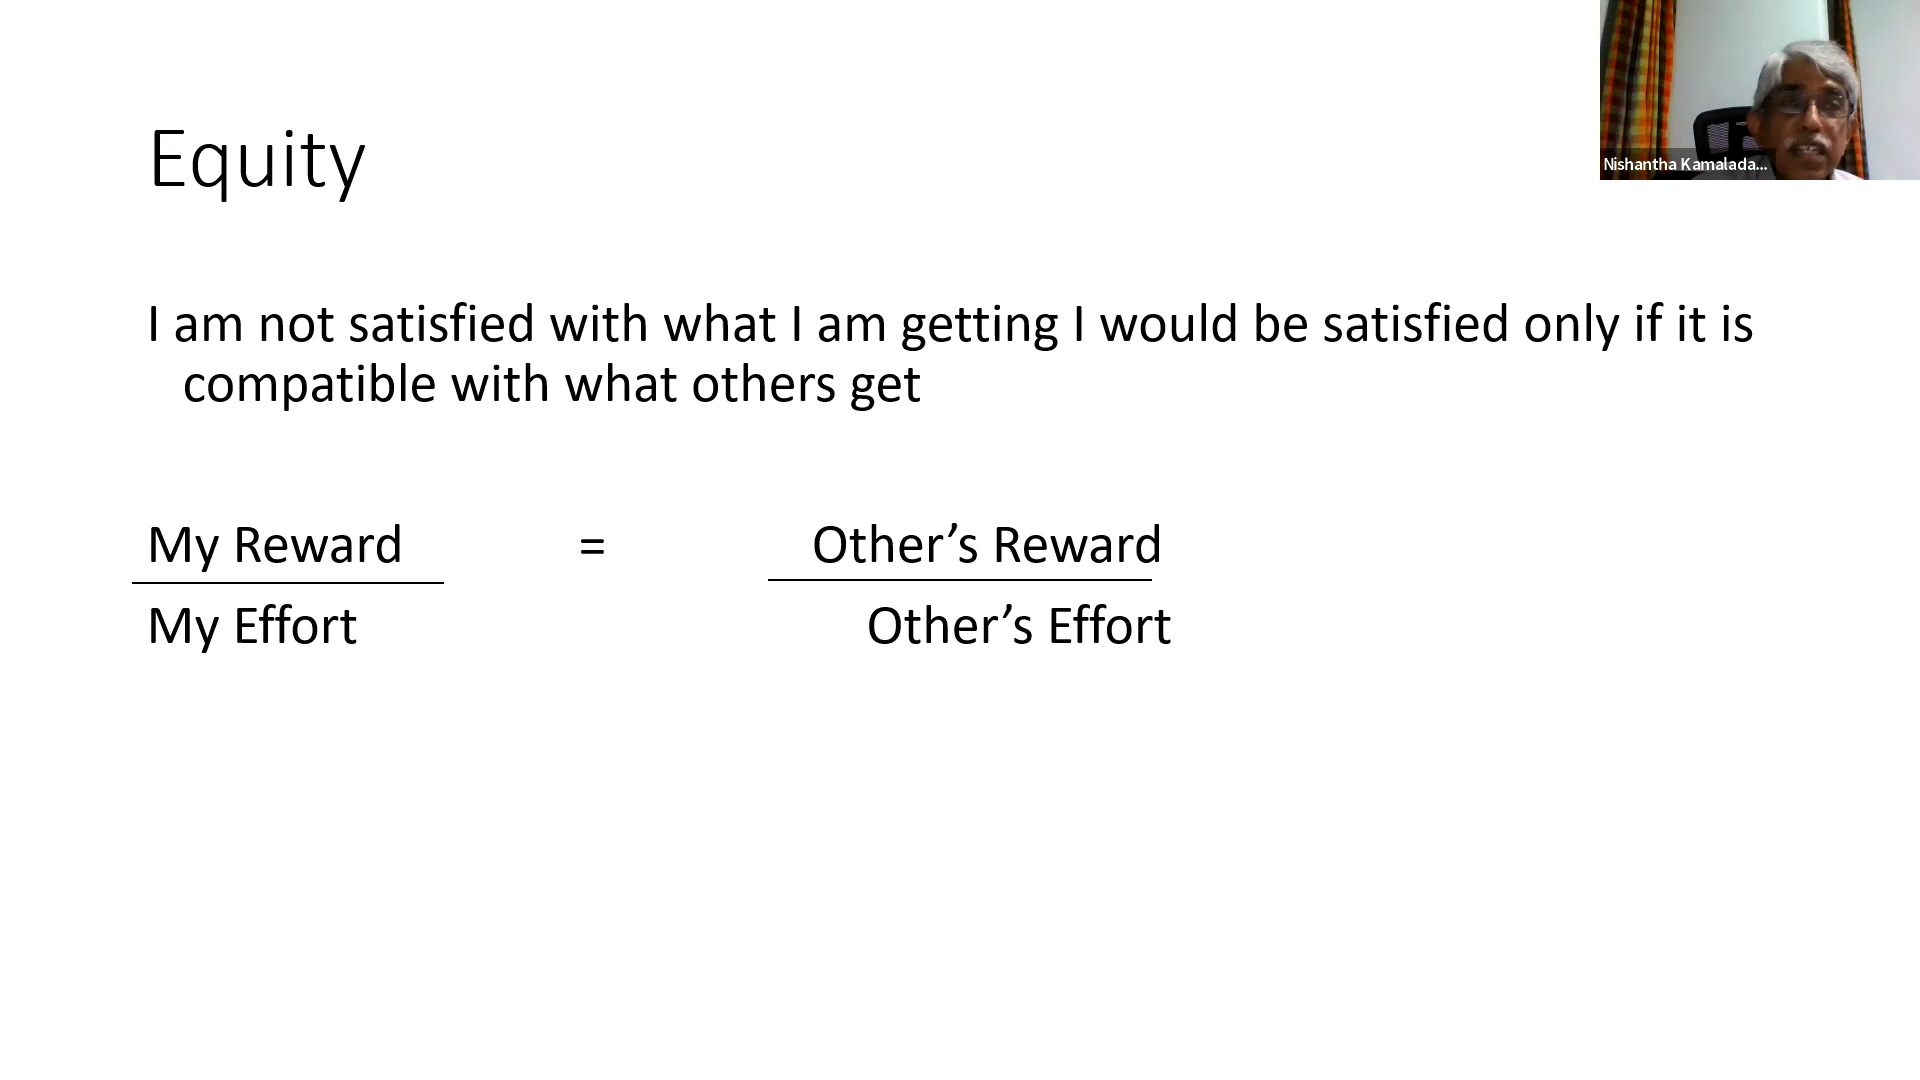 Nishantha Kamalada...
Equity
I am not satisfied with what I am getting I would be satisfied only if it is
compatible with what others get
My Reward = Other’s Reward
My Effort Other’s Effort